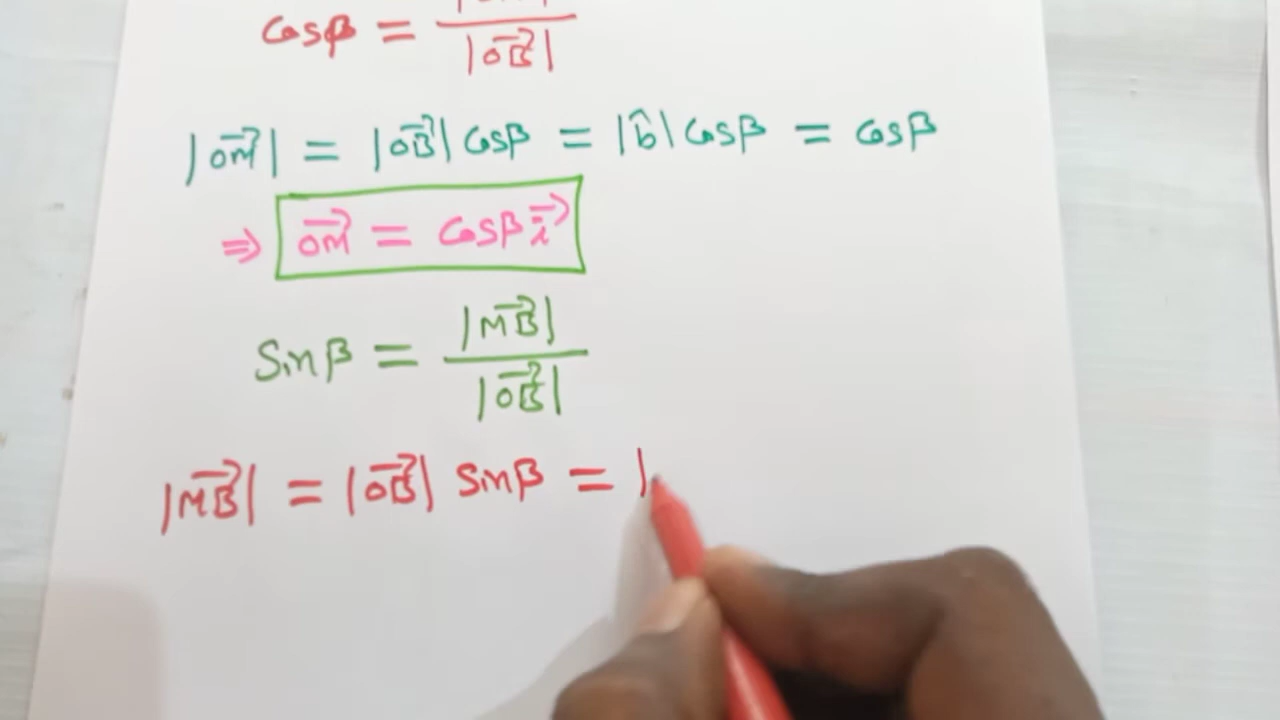 cosβ = / |OB⃗|
|OM⃗| = |OB⃗| cosβ = |b̂| cosβ = cosβ
⇒ OM⃗ = cosβ i⃗
sinβ = |MB⃗| / |OB⃗|
|MB⃗| = |OB⃗| sinβ = |